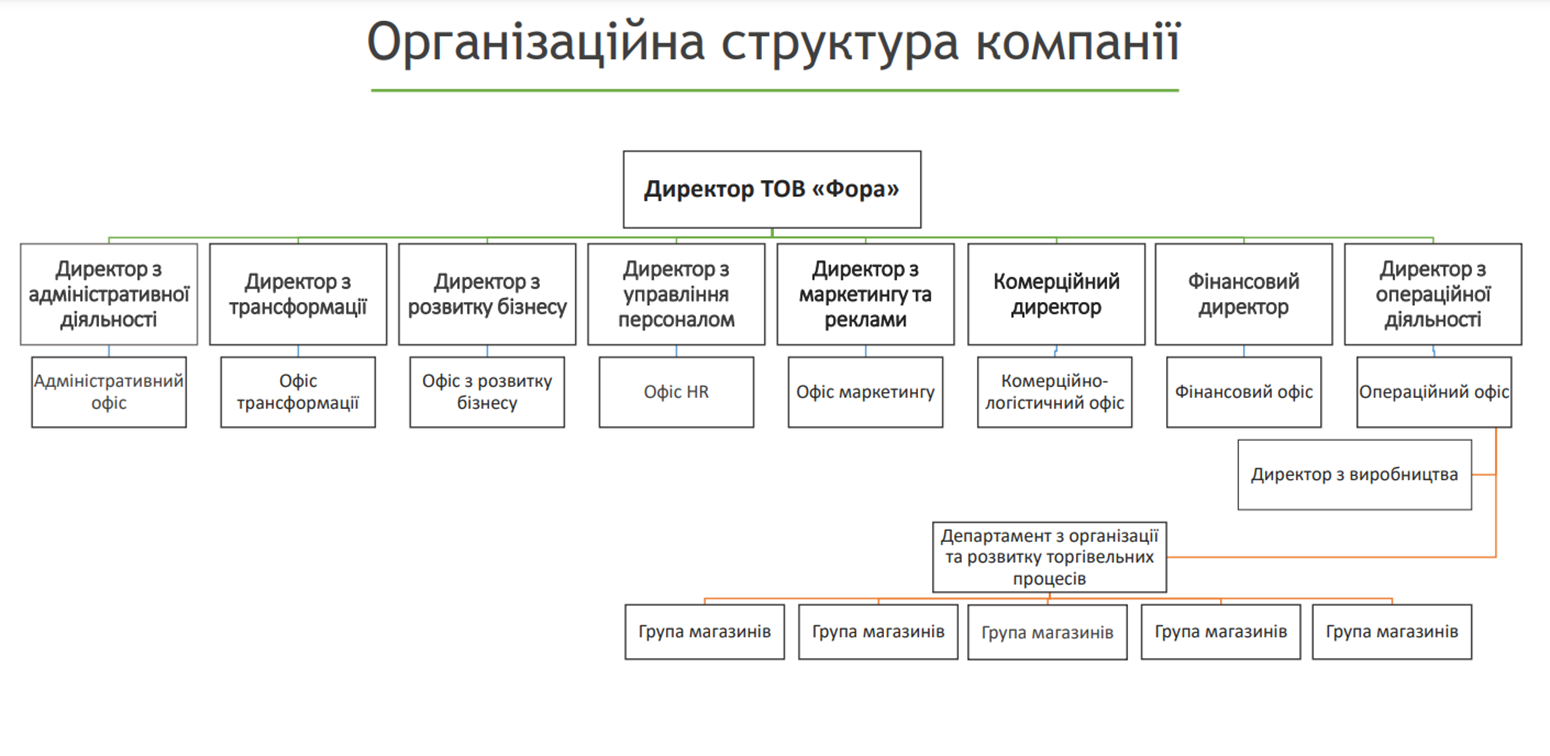 Організаційна структура компанії
Директор ТОВ «Фора»
Директор з
адміністративної
діяльності
Директор з
трансформації
Директор з
розвитку бізнесу
Директор з
управління
персоналом
Директор з
маркетингу та
реклами
Комерційний
директор
Фінансовий
директор
Директор з
операційної
діяльності
Адміністративний
офіс
Офіс
трансформації
Офіс з розвитку
бізнесу
Офіс HR
Офіс маркетингу
Комерційно-
логістичний офіс
Фінансовий офіс
Операційний офіс
Директор з виробництва
Департамент з організації
та розвитку торгівельних
процесів
Група магазинів
Група магазинів
Група магазинів
Група магазинів
Група магазинів